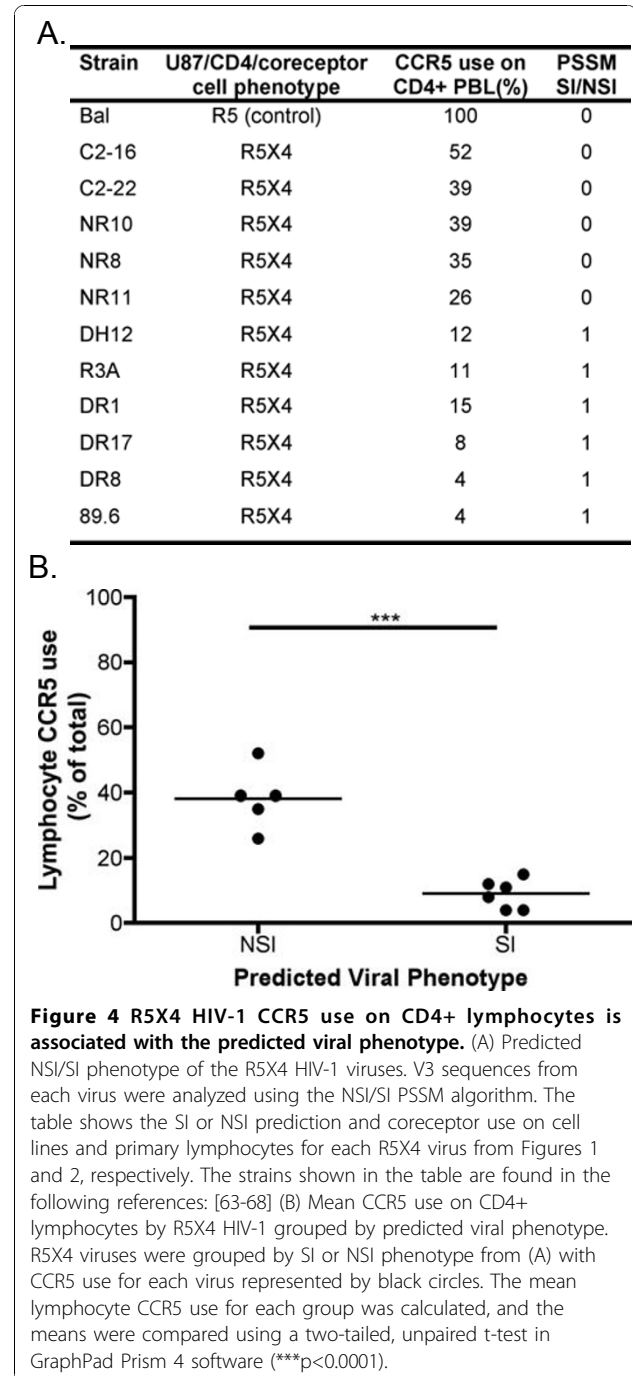 A.
Strain U87/CD4/coreceptor cell phenotype CCR5 use on CD4+ PBL(%) PSSM SI/NSI
Bal R5 (control) 100 0
C2-16 R5X4 52 0
C2-22 R5X4 39 0
NR10 R5X4 39 0
NR8 R5X4 35 0
NR11 R5X4 26 0
DH12 R5X4 12 1
R3A R5X4 11 1
DR1 R5X4 15 1
DR17 R5X4 8 1
DR8 R5X4 4 1
89.6 R5X4 4 1
B.
Lymphocyte CCR5 use
(% of total)
100
80
60
40
20
0
***
NSI SI
Predicted Viral Phenotype
Figure 4 R5X4 HIV-1 CCR5 use on CD4+ lymphocytes is
associated with the predicted viral phenotype. (A) Predicted
NSI/SI phenotype of the R5X4 HIV-1 viruses. V3 sequences from
each virus were analyzed using the NSI/SI PSSM algorithm. The
table shows the SI or NSI prediction and coreceptor use on cell
lines and primary lymphocytes for each R5X4 virus from Figures 1
and 2, respectively. The strains shown in the table are found in the
following references: [63-68] (B) Mean CCR5 use on CD4+
lymphocytes by R5X4 HIV-1 grouped by predicted viral phenotype.
R5X4 viruses were grouped by SI or NSI phenotype from (A) with
CCR5 use for each virus represented by black circles. The mean
lymphocyte CCR5 use for each group was calculated, and the
means were compared using a two-tailed, unpaired t-test in
GraphPad Prism 4 software (***p<0.0001).